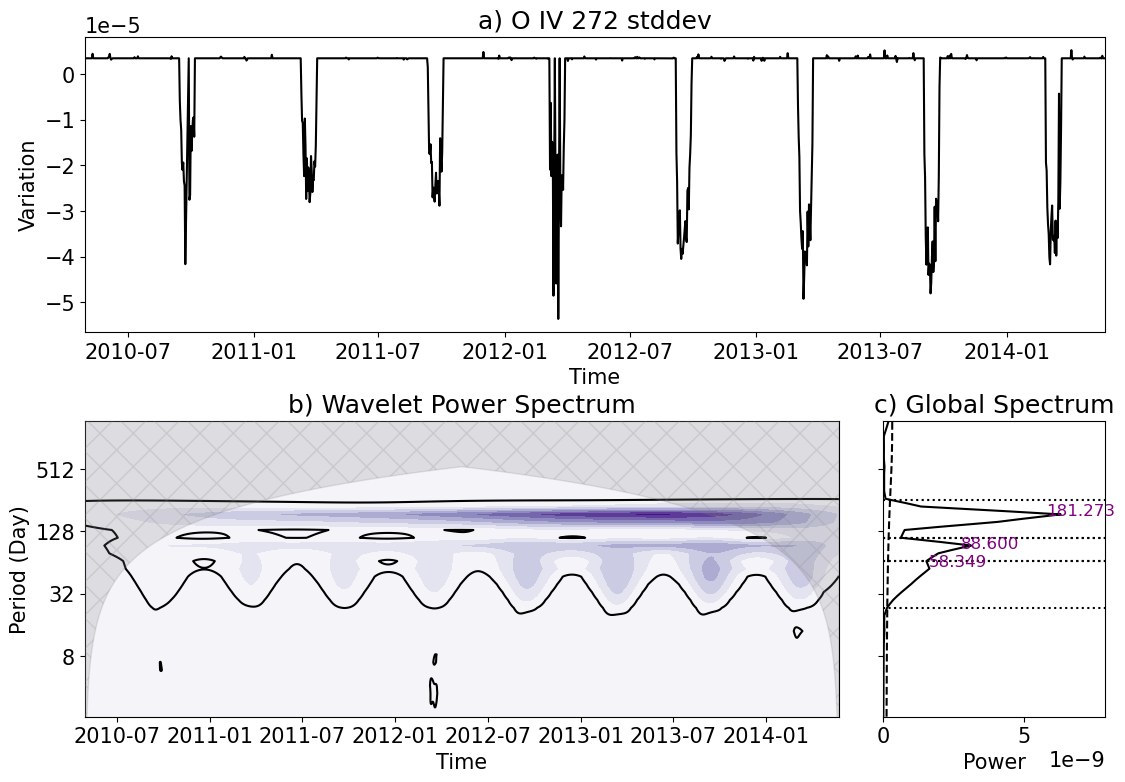 a) O IV 272 stddev
1e−5
0
−1
−2
−3
−4
−5
Variation
2010-07 2011-01 2011-07 2012-01 2012-07 2013-01 2013-07 2014-01
Time
b) Wavelet Power Spectrum
512
128
32
8
Period (Day)
2010-07 2011-01 2011-07 2012-01 2012-07 2013-01 2013-07 2014-01
Time
c) Global Spectrum
181.273
88.600
58.349
0 5
Power 1e−9